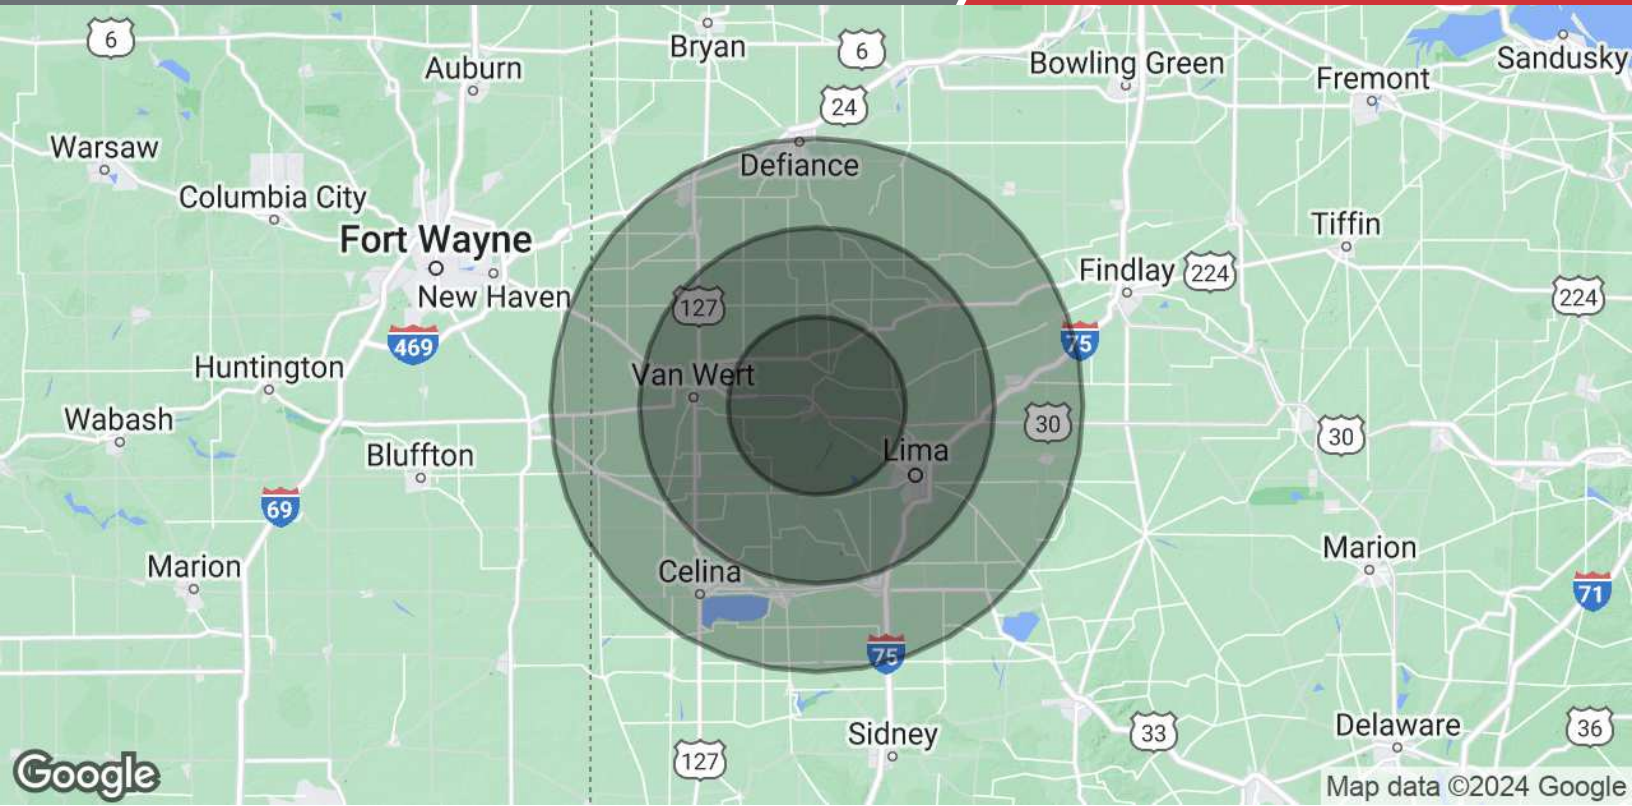 6
Bryan
6
Bowling Green
Sandusky
Auburn
Fremont
24
Warsaw
Defiance
Columbia City
Tiffin
Fort Wayne
Findlay
224
New Haven
127
224
469
75
Huntington
Van Wert
Wabash
30
30
Bluffton
Lima
69
Marion
Celina
Marion
71
75
Sidney
33
Delaware
36
127
Google
Map data ©2024 Google